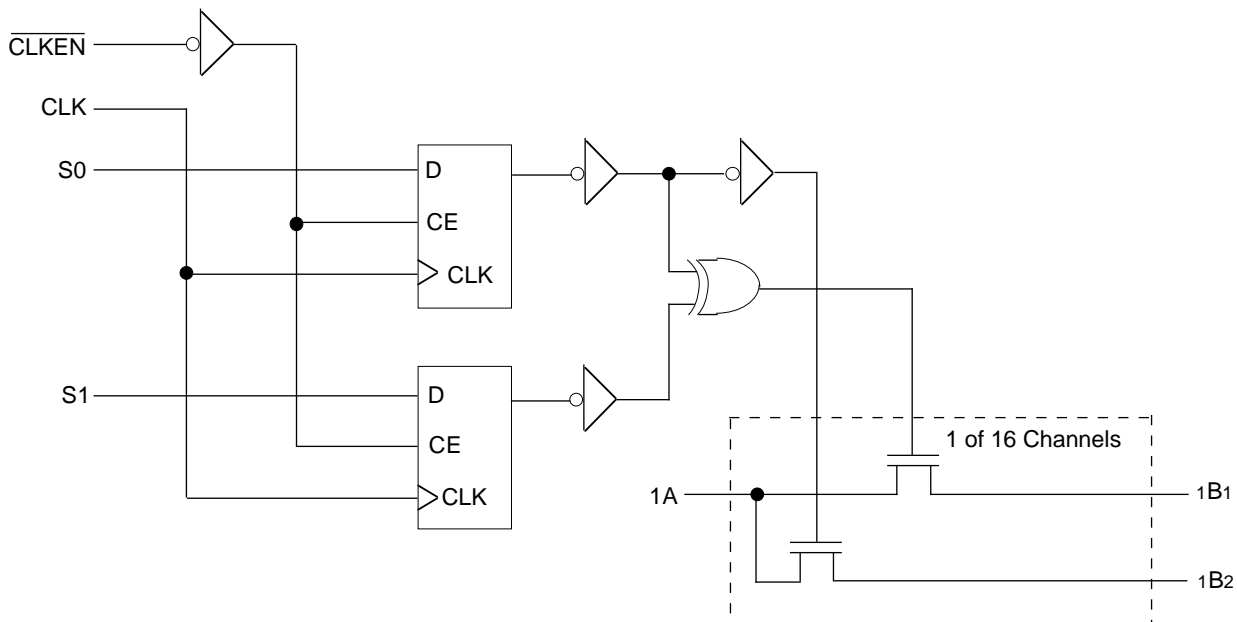 CLKEN
CLK
S0
D
CE
CLK
S1
D
CE
CLK
1 of 16 Channels
1A
1B1
1B2